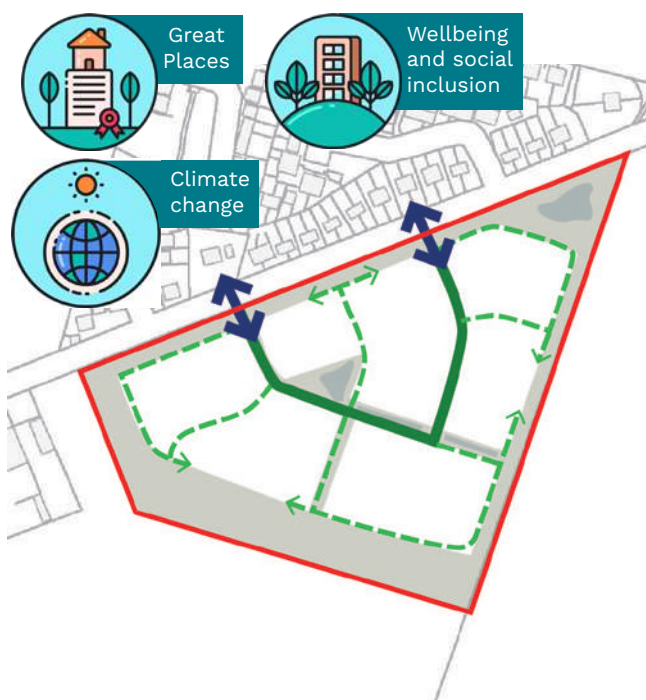 Great
Places
Wellbeing
and social
inclusion
Climate
change